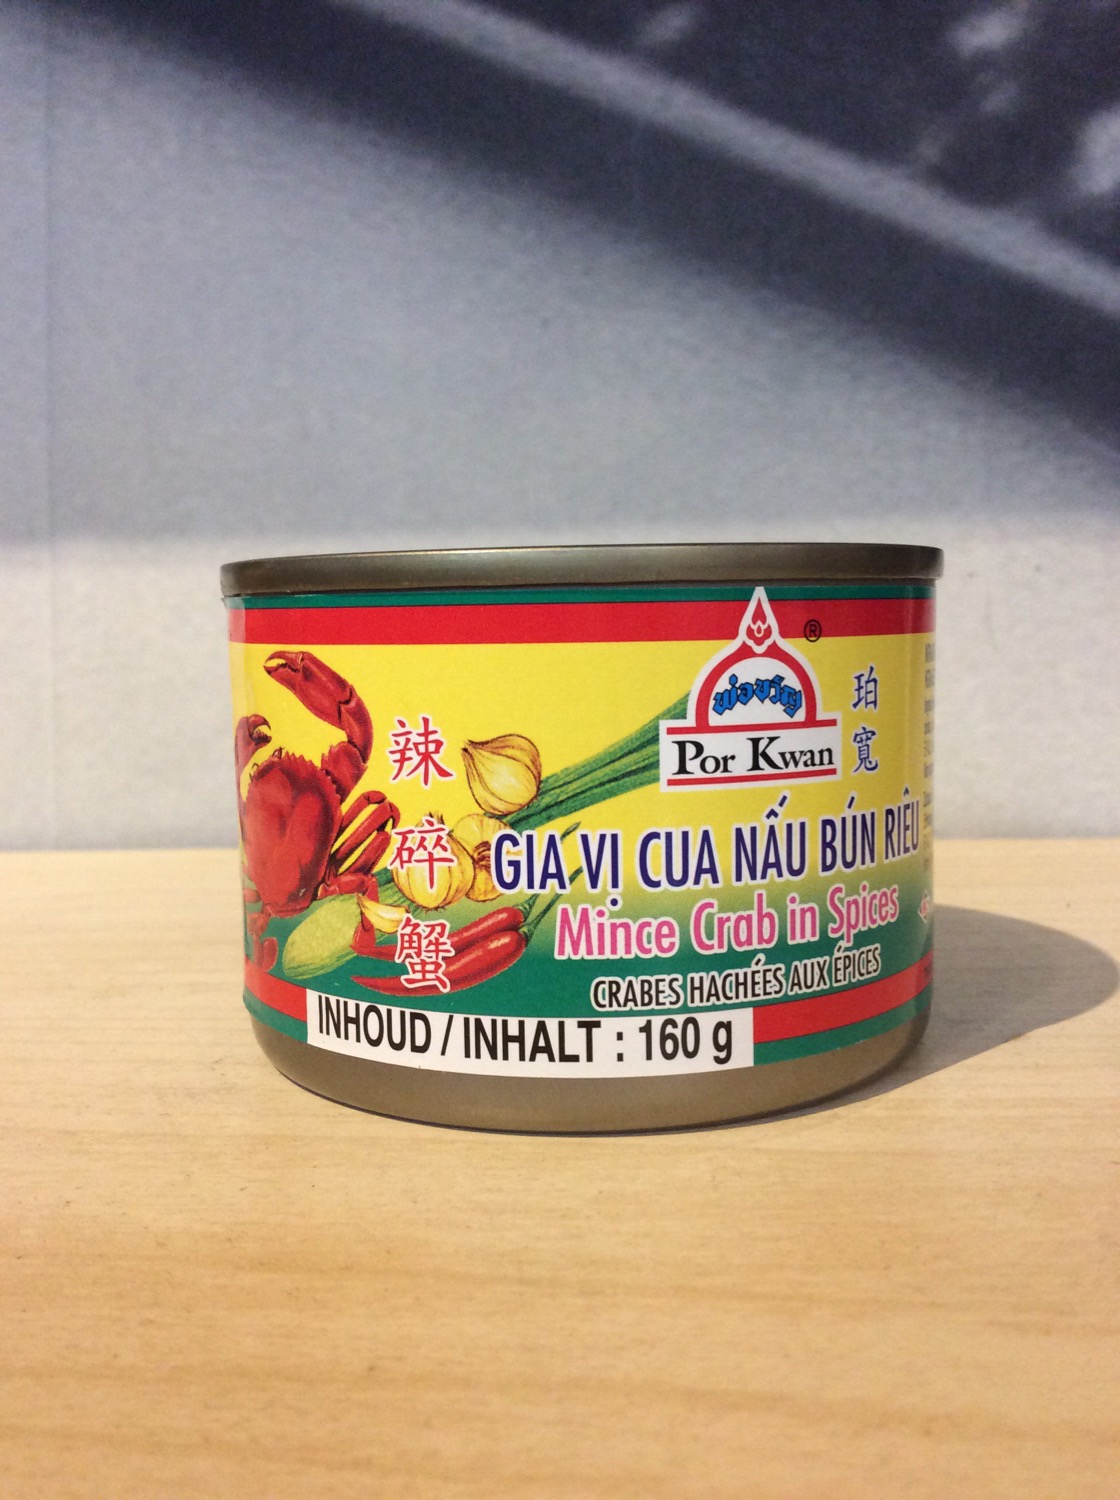 ®
พ่อขวัญ
Por Kwan
珀寬
辣碎蟹
GIA VỊ CUA NẤU BÚN RIÊU
Mince Crab in Spices
CRABES HACHÉES AUX ÉPICES
INHOUD / INHALT : 160 g